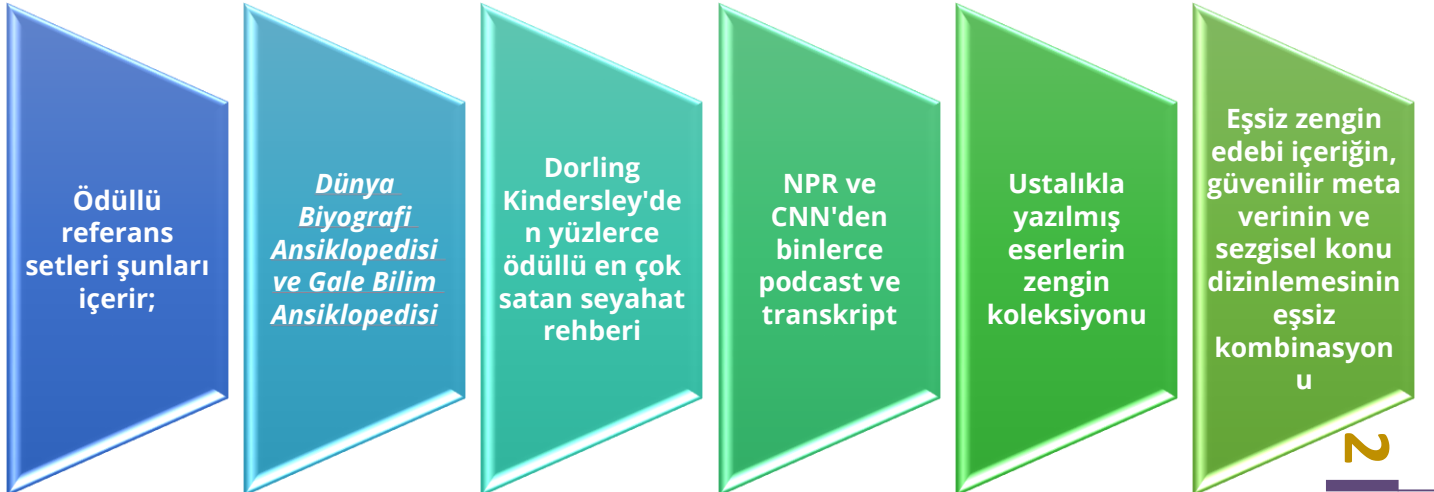 Ödüllü
referans
setleri şunları
içerir;
Dünya
Biyografi
Ansiklopedisi
ve Gale Bilim
Ansiklopedisi
Dorling
Kindersley'de
n yüzlerce
ödüllü en çok
satan seyahat
rehberi
NPR ve
CNN'den
binlerce
podcast ve
transkript
Ustalıkla
yazılmış
eserlerin
zengin
koleksiyonu
Eşsiz zengin
edebi içeriğin,
güvenilir meta
verinin ve
sezgisel konu
dizinlemesinin
eşsiz
kombinasyon
u
2